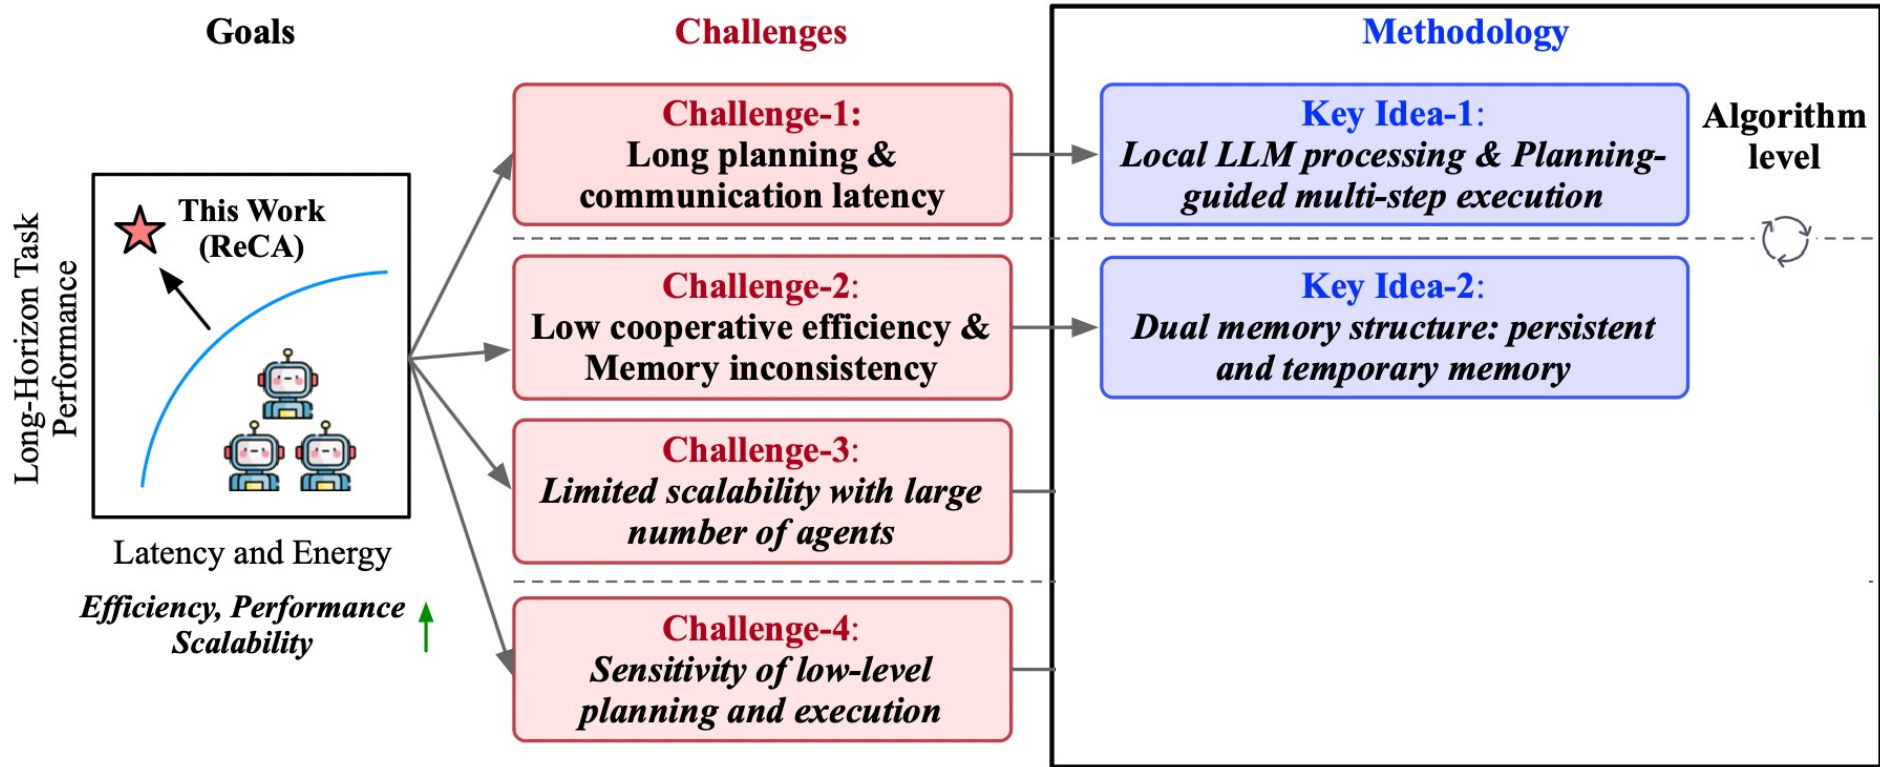 Goals
Challenges
Methodology
Long-Horizon Task
Performance
This Work
(ReCA)
Latency and Energy
Efficiency, Performance
Scalability
Challenge-1:
Long planning &
communication latency
Challenge-2:
Low cooperative efficiency &
Memory inconsistency
Challenge-3:
Limited scalability with large
number of agents
Challenge-4:
Sensitivity of low-level
planning and execution
Key Idea-1:
Local LLM processing & Planning-
guided multi-step execution
Algorithm
level
Key Idea-2:
Dual memory structure: persistent
and temporary memory